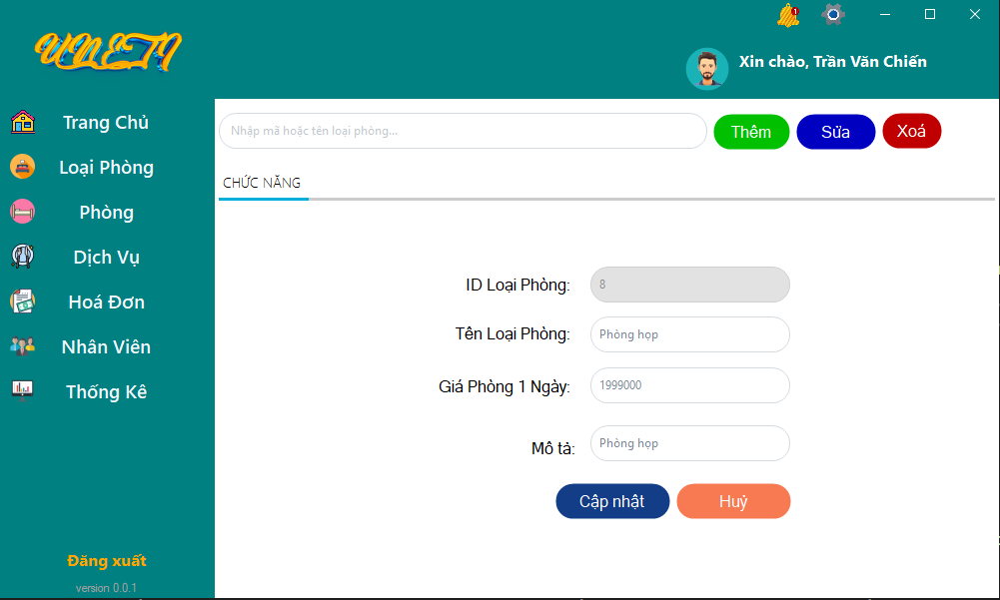 UNETI
1
Xin chào, Trần Văn Chiến
Trang Chủ
Loại Phòng
Phòng
Dịch Vụ
Hoá Đơn
Nhân Viên
Thống Kê
Đăng xuất
version 0.0.1
Nhập mã hoặc tên loại phòng...
Thêm
Sửa
Xoá
CHỨC NĂNG
ID Loại Phòng:
8
Tên Loại Phòng:
Phòng họp
Giá Phòng 1 Ngày:
1999000
Mô tả:
Phòng họp
Cập nhật
Huỷ